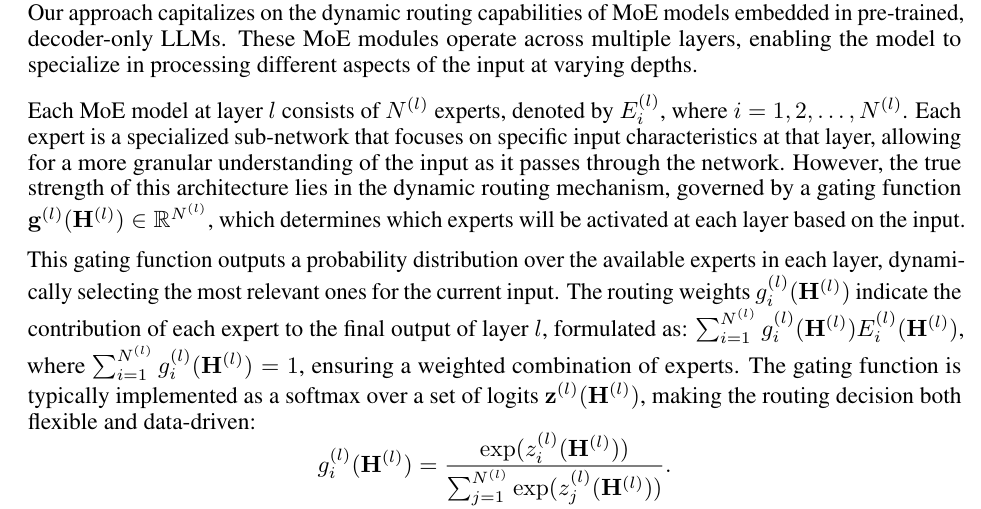 Our approach capitalizes on the dynamic routing capabilities of MoE models embedded in pre-trained,
decoder-only LLMs. These MoE modules operate across multiple layers, enabling the model to
specialize in processing different aspects of the input at varying depths.
Each MoE model at layer $l$ consists of $N^{(l)}$ experts, denoted by $E_i^{(l)}$, where $i = 1, 2, \ldots, N^{(l)}$. Each
expert is a specialized sub-network that focuses on specific input characteristics at that layer, allowing
for a more granular understanding of the input as it passes through the network. However, the true
strength of this architecture lies in the dynamic routing mechanism, governed by a gating function
$\mathbf{g}^{(l)}(\mathbf{H}^{(l)}) \in \mathbb{R}^{N^{(l)}}$, which determines which experts will be activated at each layer based on the input.
This gating function outputs a probability distribution over the available experts in each layer, dynami-
cally selecting the most relevant ones for the current input. The routing weights $g_i^{(l)}(\mathbf{H}^{(l)})$ indicate the
contribution of each expert to the final output of layer $l$, formulated as: $\sum_{i=1}^{N^{(l)}} g_i^{(l)}(\mathbf{H}^{(l)}) E_i^{(l)}(\mathbf{H}^{(l)})$,
where $\sum_{i=1}^{N^{(l)}} g_i^{(l)}(\mathbf{H}^{(l)}) = 1$, ensuring a weighted combination of experts. The gating function is
typically implemented as a softmax over a set of logits $\mathbf{z}^{(l)}(\mathbf{H}^{(l)})$, making the routing decision both
flexible and data-driven:
$g_i^{(l)}(\mathbf{H}^{(l)}) = \frac{\exp(z_i^{(l)}(\mathbf{H}^{(l)}))}{\sum_{j=1}^{N^{(l)}} \exp(z_j^{(l)}(\mathbf{H}^{(l)}))}.$